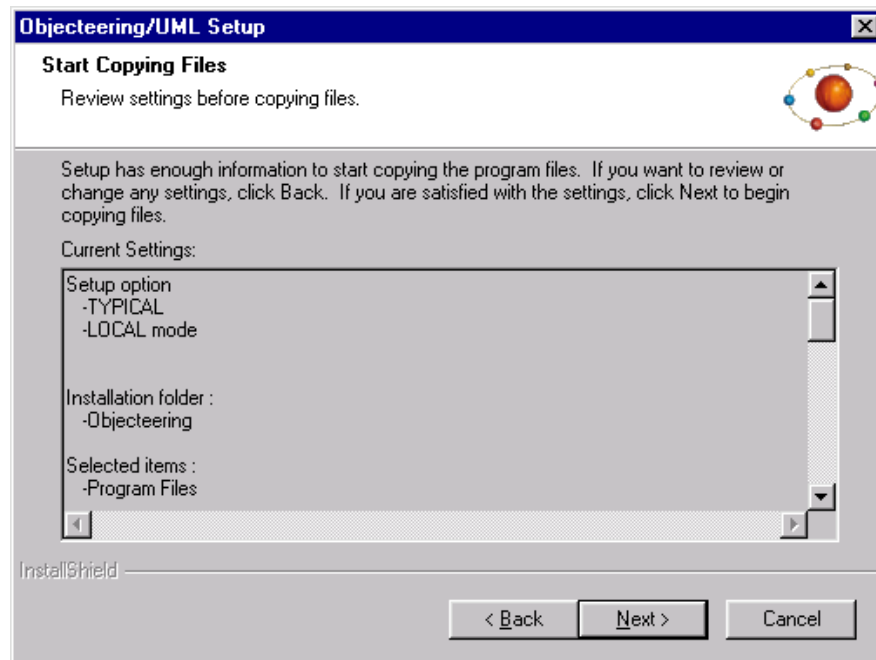 Objecteering/UML Setup
Start Copying Files
Review settings before copying files.
Setup has enough information to start copying the program files.  If you want to review or
change any settings, click Back.  If you are satisfied with the settings, click Next to begin
copying files.
Current Settings:
Setup option
-TYPICAL
-LOCAL mode
Installation folder :
-Objecteering
Selected items :
-Program Files
InstallShield
< Back
Next >
Cancel